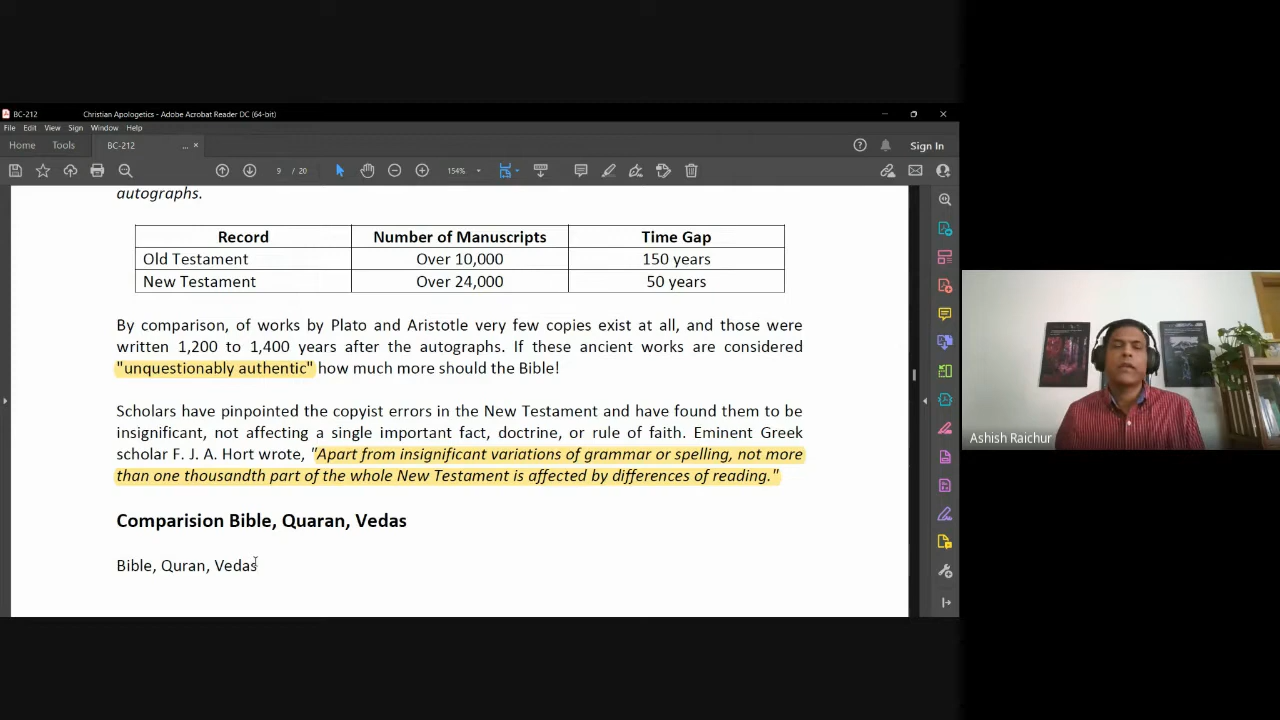 BC-212 Christian Apologetics - Adobe Acrobat Reader DC (64-bit)
File Edit View Sign Window Help
Home Tools BC-212 ... × Sign In
9 / 20 154%
autographs.
Record Number of Manuscripts Time Gap
Old Testament Over 10,000 150 years
New Testament Over 24,000 50 years
By comparison, of works by Plato and Aristotle very few copies exist at all, and those were
written 1,200 to 1,400 years after the autographs. If these ancient works are considered
"unquestionably authentic" how much more should the Bible!
Scholars have pinpointed the copyist errors in the New Testament and have found them to be
insignificant, not affecting a single important fact, doctrine, or rule of faith. Eminent Greek
scholar F. J. A. Hort wrote, "Apart from insignificant variations of grammar or spelling, not more
than one thousandth part of the whole New Testament is affected by differences of reading."
Comparision Bible, Quaran, Vedas
Bible, Quran, Vedas
Ashish Raichur